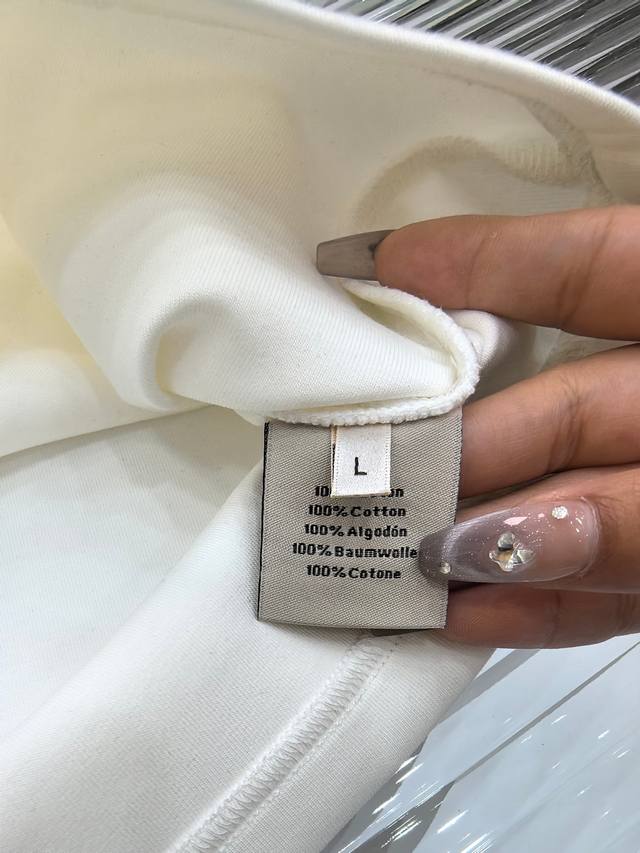 L
100% Cotton
100% Algodón
100% Baumwolle
100% Cotone